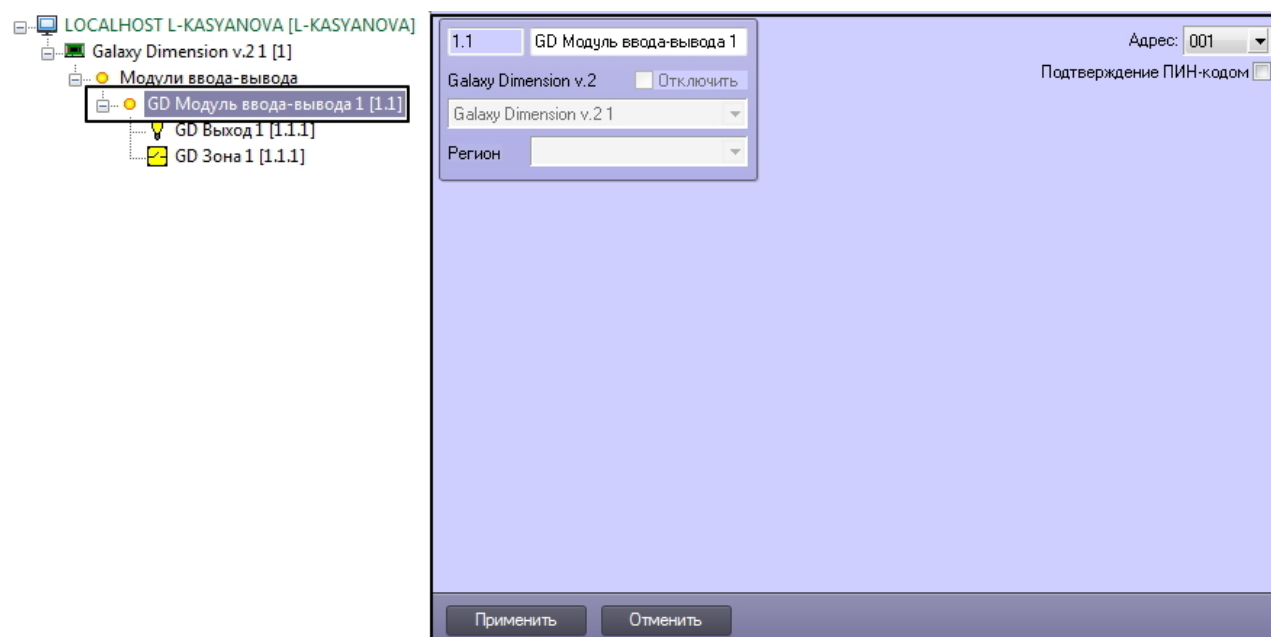 LOCALHOST L-KASYANOVA [L-KASYANOVA]
Galaxy Dimension v.2 1 [1]
Модули ввода-вывода
GD Модуль ввода-вывода 1 [1.1]
GD Выход 1 [1.1.1]
GD Зона 1 [1.1.1]
1.1 GD Модуль ввода-вывода 1
Galaxy Dimension v.2 Отключить
Galaxy Dimension v.2 1
Регион
Адрес: 001
Подтверждение ПИН-кодом
Применить Отменить